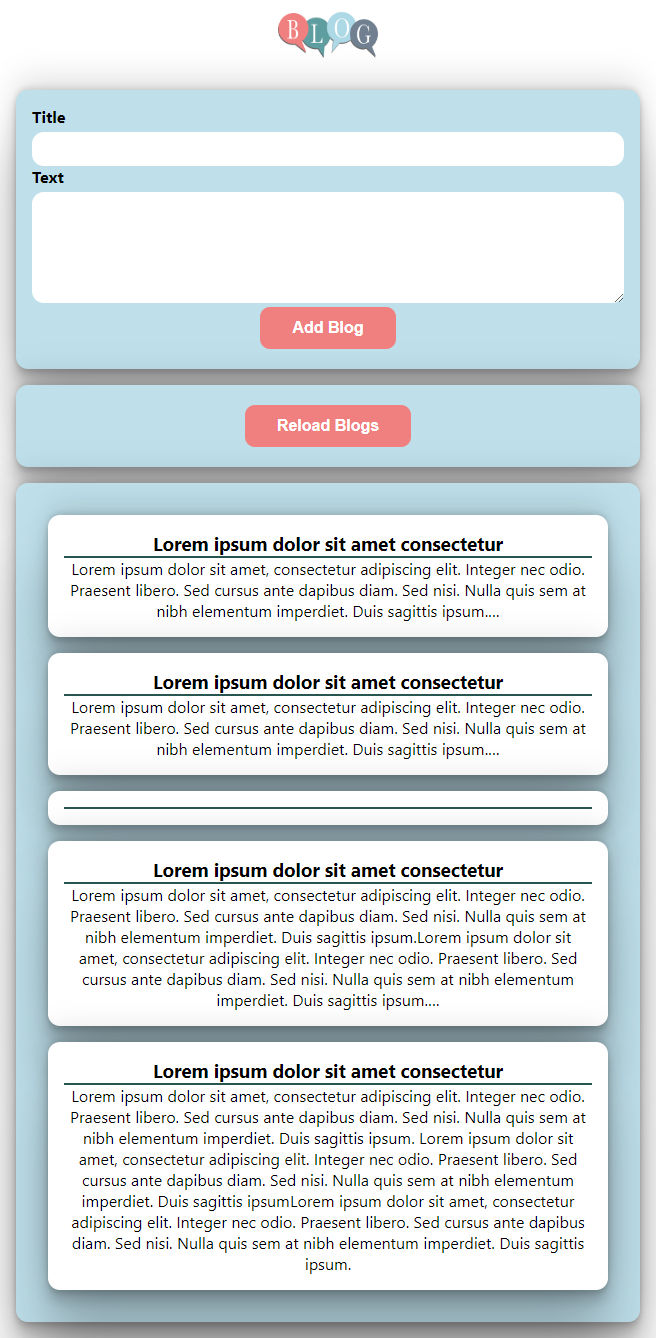 BLOG
Title
Text
Add Blog
Reload Blogs
Lorem ipsum dolor sit amet consectetur
Lorem ipsum dolor sit amet, consectetur adipiscing elit. Integer nec odio.
Praesent libero. Sed cursus ante dapibus diam. Sed nisi. Nulla quis sem at
nibh elementum imperdiet. Duis sagittis ipsum....
Lorem ipsum dolor sit amet consectetur
Lorem ipsum dolor sit amet, consectetur adipiscing elit. Integer nec odio.
Praesent libero. Sed cursus ante dapibus diam. Sed nisi. Nulla quis sem at
nibh elementum imperdiet. Duis sagittis ipsum....
Lorem ipsum dolor sit amet consectetur
Lorem ipsum dolor sit amet, consectetur adipiscing elit. Integer nec odio.
Praesent libero. Sed cursus ante dapibus diam. Sed nisi. Nulla quis sem at
nibh elementum imperdiet. Duis sagittis ipsum.Lorem ipsum dolor sit
amet, consectetur adipiscing elit. Integer nec odio. Praesent libero. Sed
cursus ante dapibus diam. Sed nisi. Nulla quis sem at nibh elementum
imperdiet. Duis sagittis ipsum....
Lorem ipsum dolor sit amet consectetur
Lorem ipsum dolor sit amet, consectetur adipiscing elit. Integer nec odio.
Praesent libero. Sed cursus ante dapibus diam. Sed nisi. Nulla quis sem at
nibh elementum imperdiet. Duis sagittis ipsum. Lorem ipsum dolor sit
amet, consectetur adipiscing elit. Integer nec odio. Praesent libero. Sed
cursus ante dapibus diam. Sed nisi. Nulla quis sem at nibh elementum
imperdiet. Duis sagittis ipsumLorem ipsum dolor sit amet, consectetur
adipiscing elit. Integer nec odio. Praesent libero. Sed cursus ante dapibus
diam. Sed nisi. Nulla quis sem at nibh elementum imperdiet. Duis sagittis
ipsum.